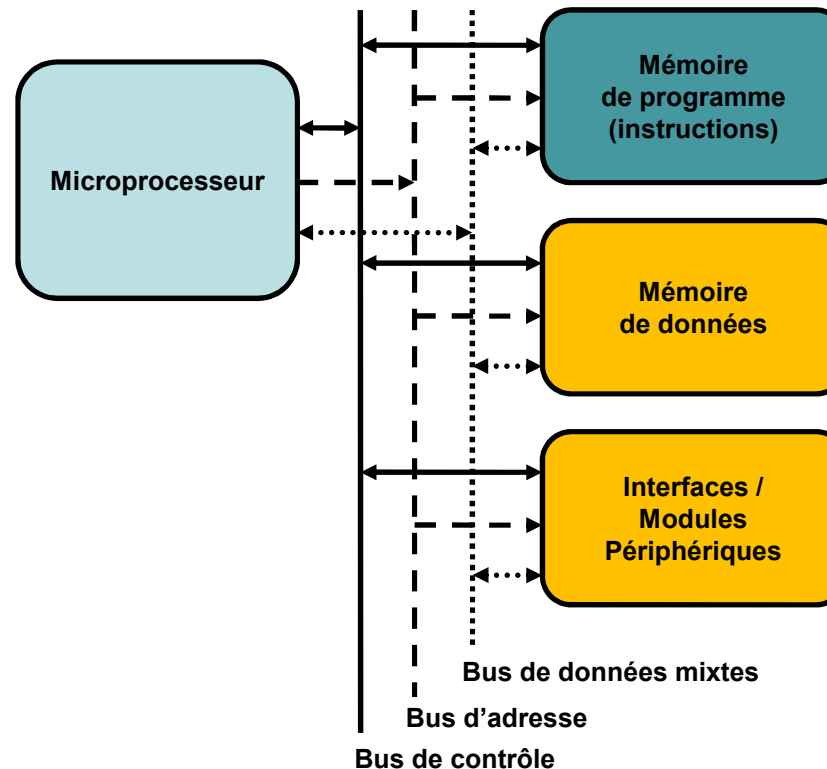 Microprocesseur
Mémoire
de programme
(instructions)
Mémoire
de données
Interfaces /
Modules
Périphériques
Bus de données mixtes
Bus d’adresse
Bus de contrôle